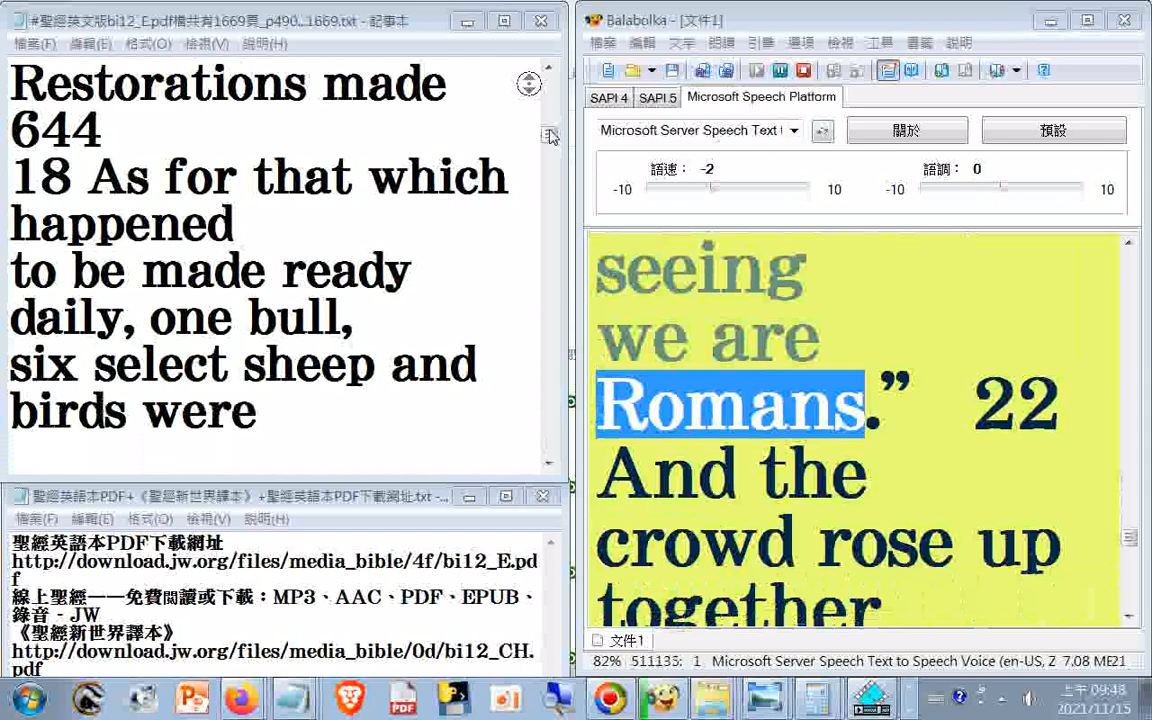 #聖經英文版bi12_E.pdf檔共有1669頁_p490...1669.txt - 記事本
檔案(F) 編輯(E) 格式(O) 檢視(V) 說明(H)
Restorations made
644
18 As for that which
happened
to be made ready
daily, one bull,
six select sheep and
birds were
聖經英語本PDF+《聖經新世界譯本》+聖經英語本PDF下載網址.txt - ...
檔案(F) 編輯(E) 格式(O) 檢視(V) 說明(H)
聖經英語本PDF下載網址
http://download.jw.org/files/media_bible/4f/bi12_E.pd
f
線上聖經——免費閱讀或下載：MP3、AAC、PDF、EPUB、
錄音 - JW
《聖經新世界譯本》
http://download.jw.org/files/media_bible/0d/bi12_CH.
pdf
Balabolka - [文件1]
檔案 編輯 文字 朗讀 引擎 選項 檢視 工具 書籤 說明
SAPI 4 SAPI 5 Microsoft Speech Platform
Microsoft Server Speech Text 關於 預設
語速： -2 語調： 0
-10 10 -10 10
seeing
we are
Romans.” 22
And the
crowd rose up
together
文件1
82% 511135: 1 Microsoft Server Speech Text to Speech Voice (en-US, Z 7.08 ME21
PDF
上午 09:48
2021/11/15